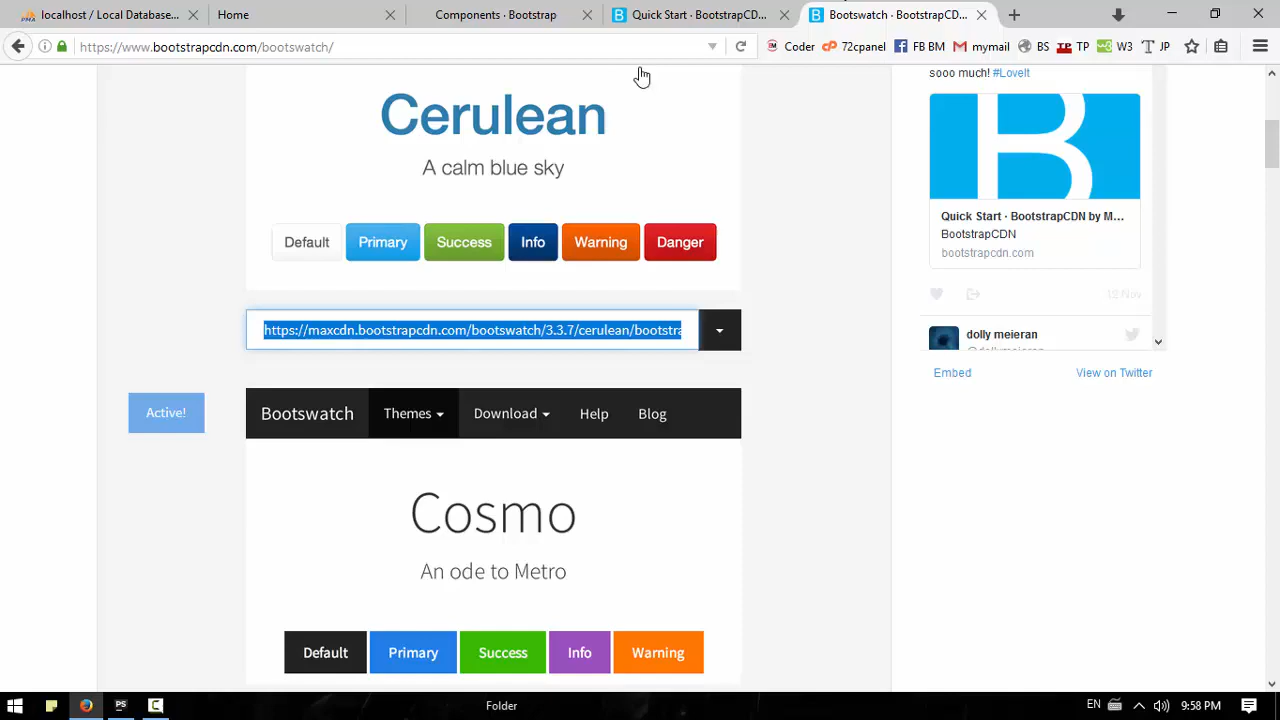 localhost / Local Database...
Home
Components · Bootstrap
Quick Start · BootstrapCD...
Bootswatch · BootstrapCD...
https://www.bootstrapcdn.com/bootswatch/
Coder
72cpanel
FB BM
mymail
BS
TP
W3
JP
sooo much! #LoveIt
Cerulean
A calm blue sky
Default
Primary
Success
Info
Warning
Danger
Quick Start · BootstrapCDN by M...
BootstrapCDN
bootstrapcdn.com
12 Nov
https://maxcdn.bootstrapcdn.com/bootswatch/3.3.7/cerulean/bootstra
dolly meieran
@dollymeieran
Embed
View on Twitter
Active!
Bootswatch
Themes
Download
Help
Blog
Cosmo
An ode to Metro
Default
Primary
Success
Info
Warning
Folder
EN
9:58 PM